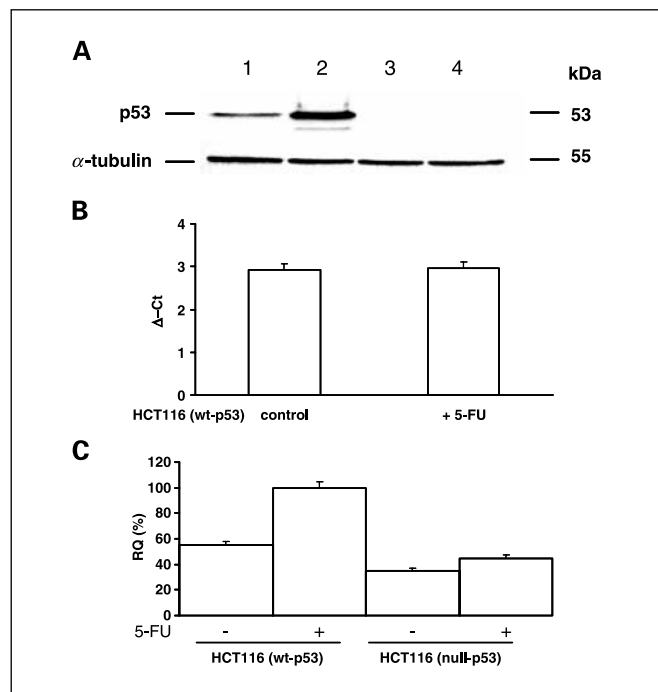 A
1 2 3 4 kDa
p53 — — 53
α-tubulin — — 55
B
4
3
2
1
0
Δ-Ct
HCT116 (wt-p53) control + 5-FU
C
120
100
80
60
40
20
0
RQ (%)
5-FU - + - +
HCT116 (wt-p53) HCT116 (null-p53)